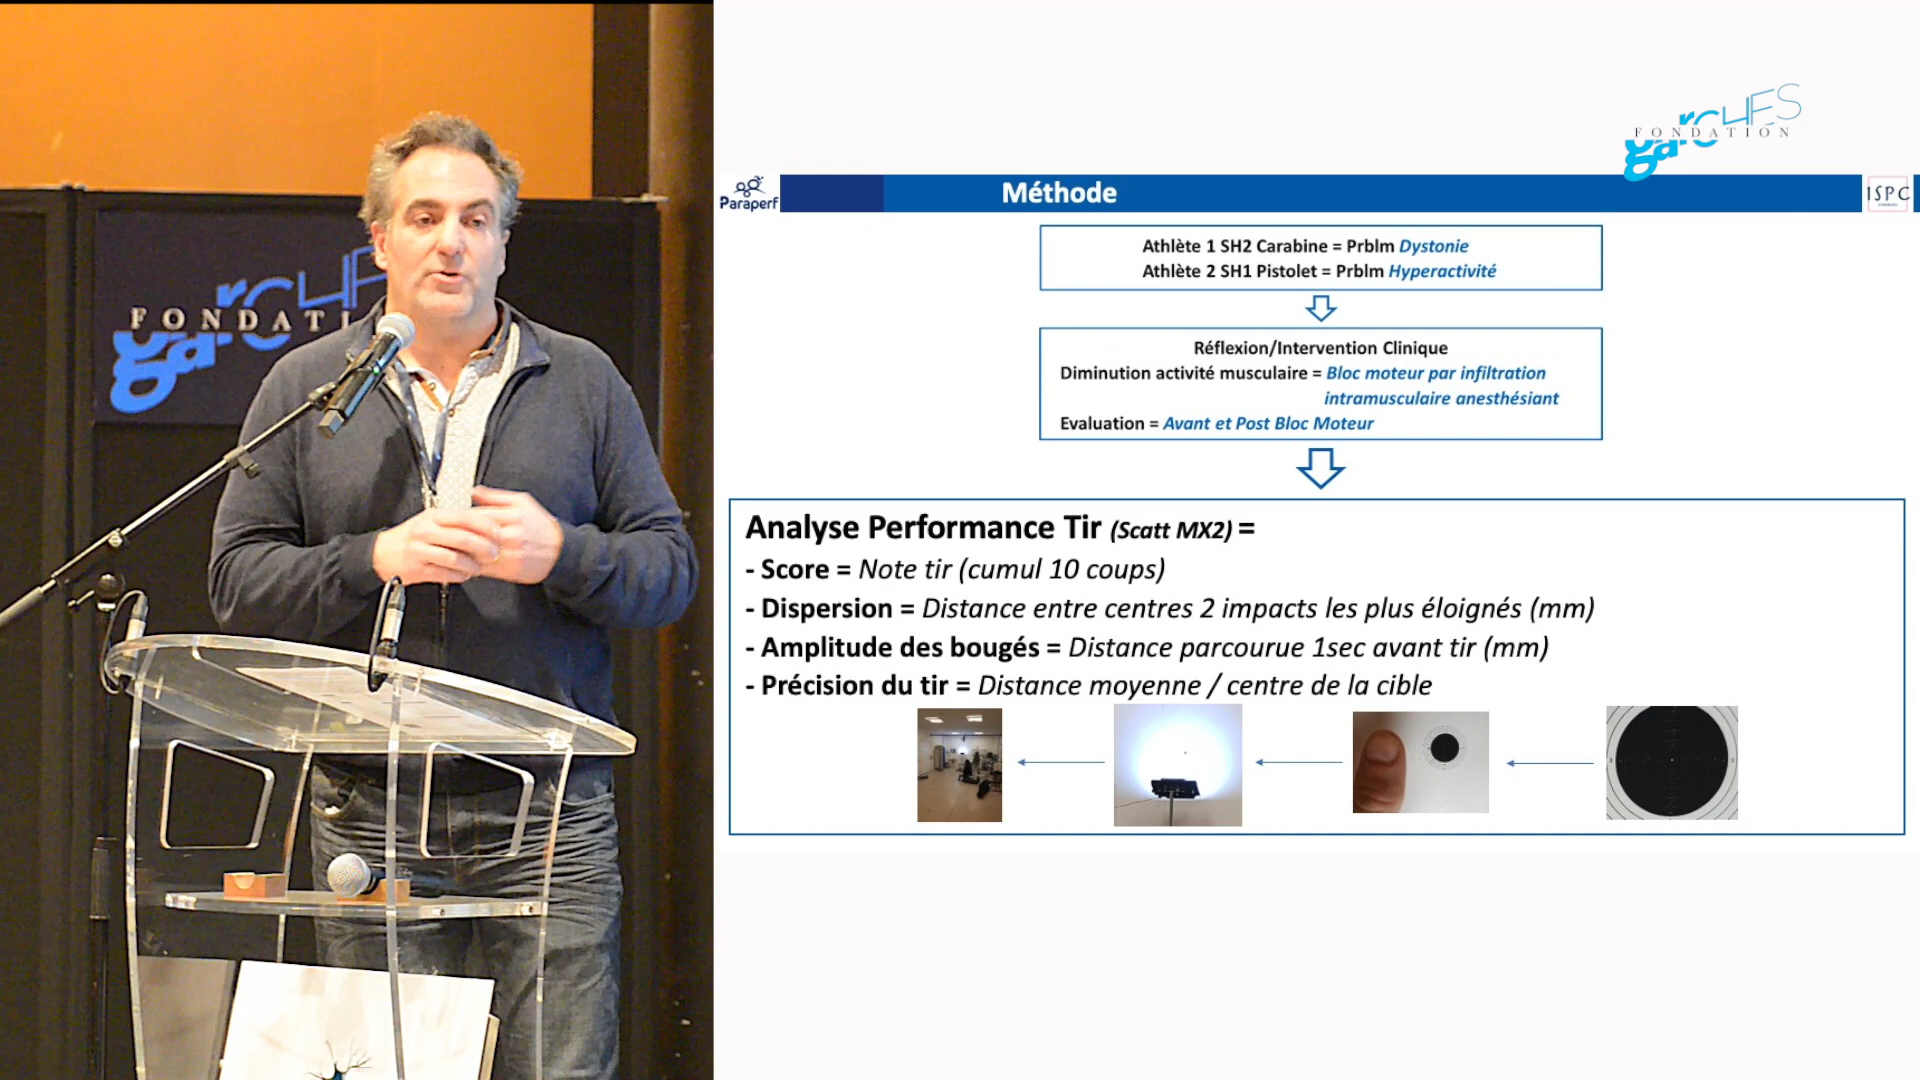 FONDATI
garCHES
garCHES
FONDATION
Paraperf
Méthode
ISPC
Athlète 1 SH2 Carabine = Prblm Dystonie
Athlète 2 SH1 Pistolet = Prblm Hyperactivité
Réflexion/Intervention Clinique
Diminution activité musculaire = Bloc moteur par infiltration
intramusculaire anesthésiant
Evaluation = Avant et Post Bloc Moteur
Analyse Performance Tir (Scatt MX2) =
- Score = Note tir (cumul 10 coups)
- Dispersion = Distance entre centres 2 impacts les plus éloignés (mm)
- Amplitude des bougés = Distance parcourue 1sec avant tir (mm)
- Précision du tir = Distance moyenne / centre de la cible